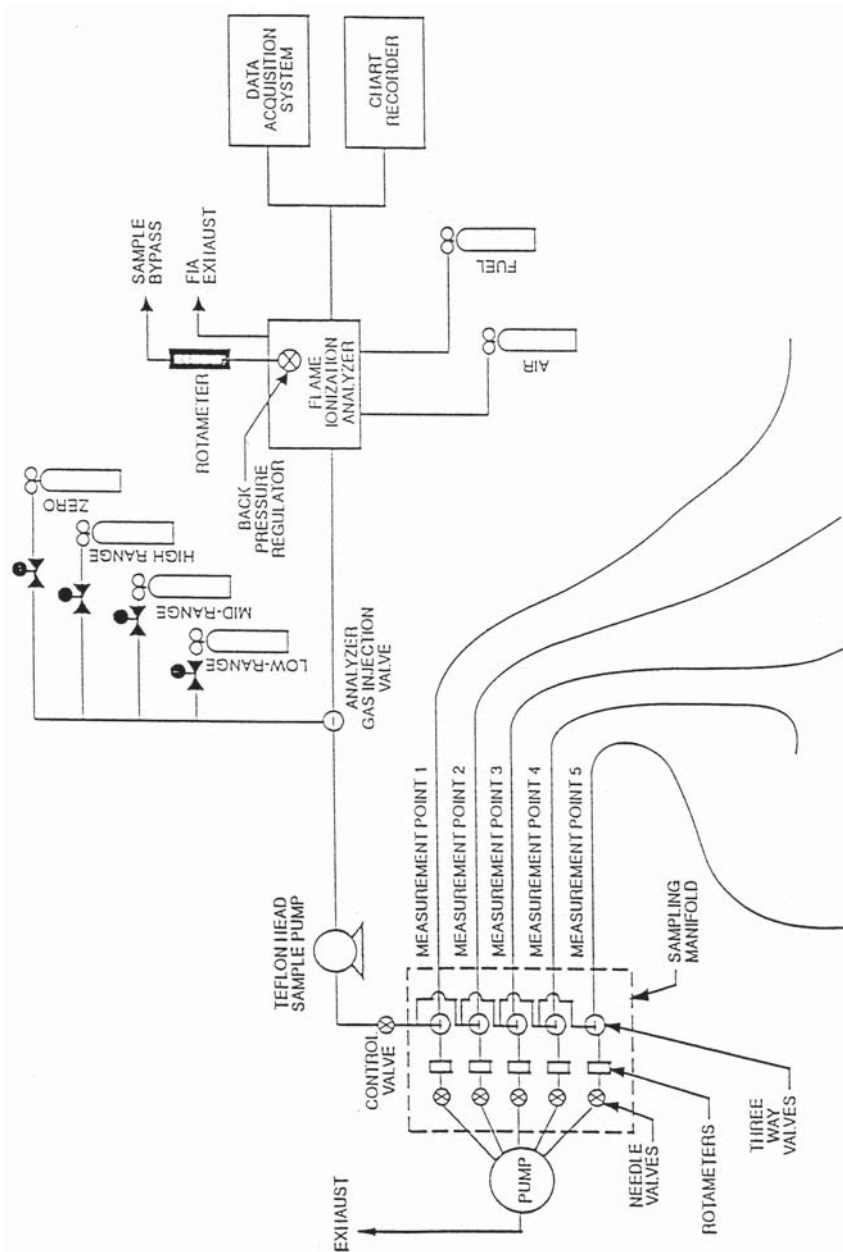 DATA
ACQUISITION
SYSTEM
CHART
RECORDER
SAMPLE
BYPASS
FIA
EXHAUST
ROTAMETER
FLAME
IONIZATION
ANALYZER
BACK
PRESSURE
REGULATOR
FUEL
AIR
ZERO
HIGH RANGE
MID-RANGE
LOW-RANGE
ANALYZER
GAS INJECTION
VALVE
TEFLON HEAD
SAMPLE PUMP
MEASUREMENT POINT 1
MEASUREMENT POINT 2
MEASUREMENT POINT 3
MEASUREMENT POINT 4
MEASUREMENT POINT 5
SAMPLING
MANIFOLD
CONTROL
VALVE
THREE
WAY
VALVES
ROTAMETERS
NEEDLE
VALVES
PUMP
EXHAUST